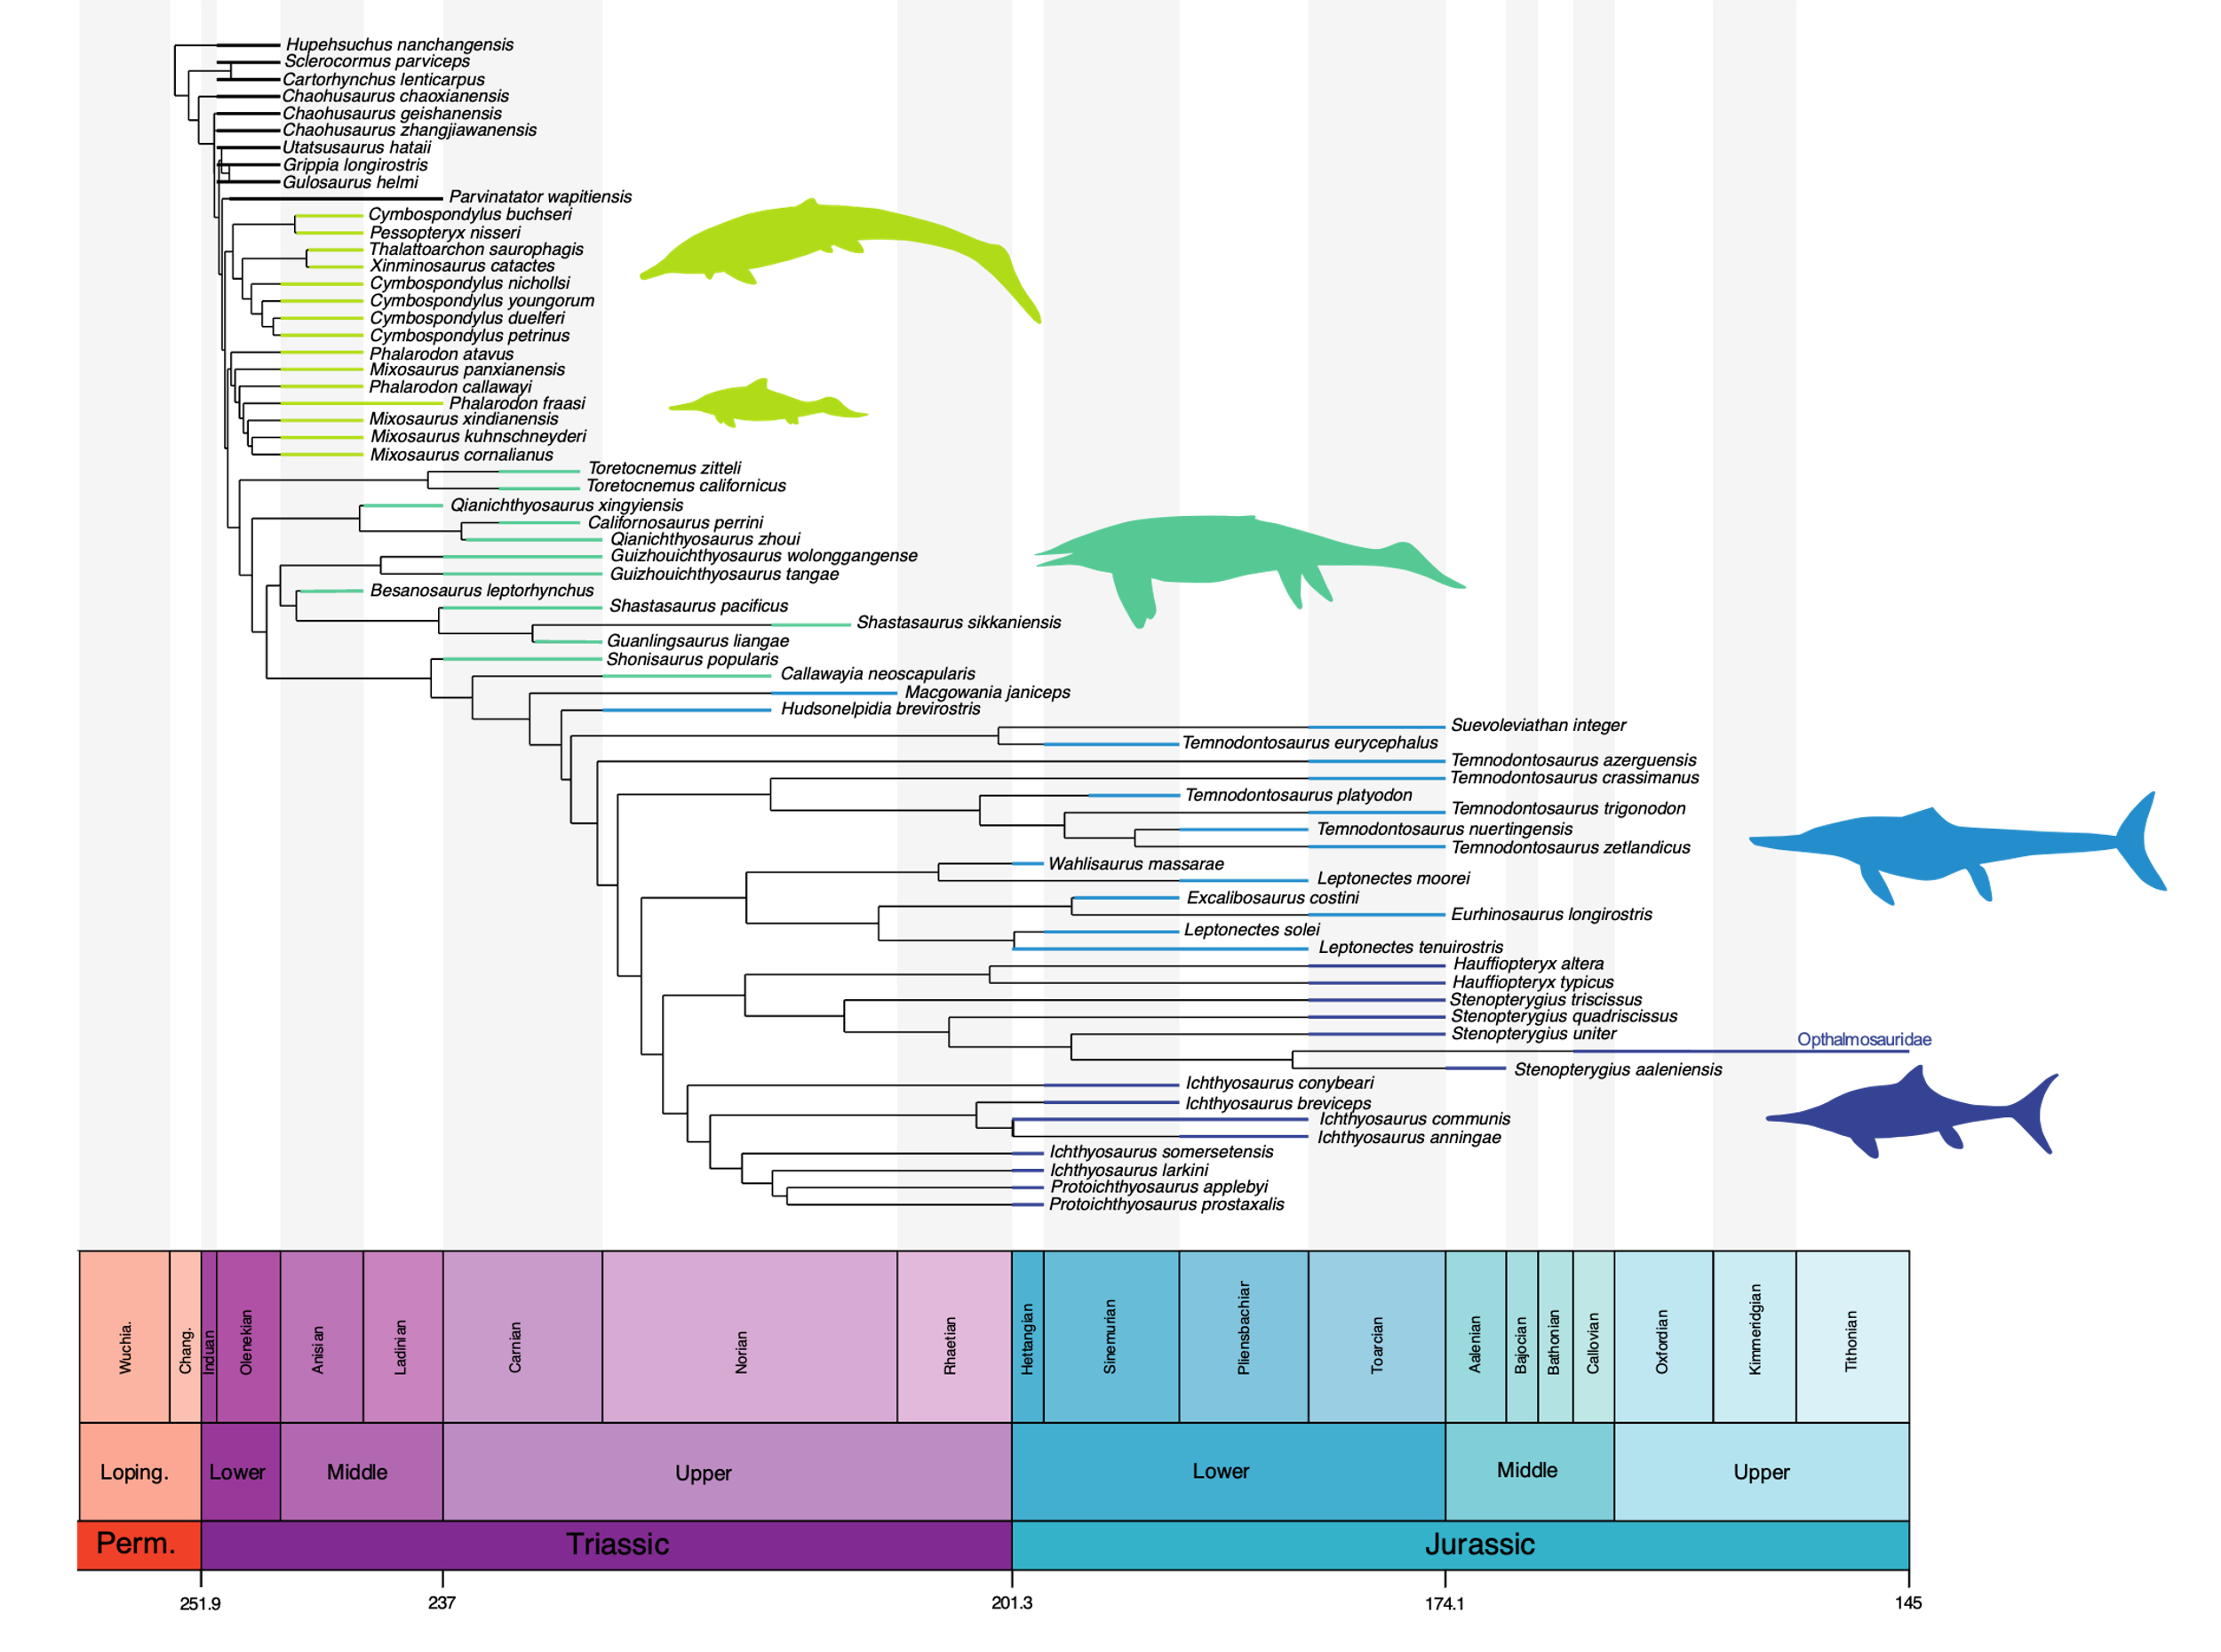 Hupehsuchus nanchangensis
Sclerocormus parviceps
Cartorhynchus lenticarpus
Chaohusaurus chaoxianensis
Chaohusaurus geishanensis
Chaohusaurus zhangjiawanensis
Utatsusaurus hataii
Grippia longirostris
Gulosaurus helmi
Parvinatator wapitiensis
Cymbospondylus buchseri
Pessopteryx nisseri
Thalattoarchon saurophagis
Xinminosaurus catactes
Cymbospondylus nichollsi
Cymbospondylus youngorum
Cymbospondylus duelferi
Cymbospondylus petrinus
Phalarodon atavus
Mixosaurus panxianensis
Phalarodon callawayi
Phalarodon fraasi
Mixosaurus xindianensis
Mixosaurus kuhnschneyderi
Mixosaurus cornalianus
Toretocnemus zitteli
Toretocnemus californicus
Qianichthyosaurus xingyiensis
Californosaurus perrini
Qianichthyosaurus zhoui
Guizhouichthyosaurus wolonggangense
Guizhouichthyosaurus tangae
Besanosaurus leptorhynchus
Shastasaurus pacificus
Shastasaurus sikkaniensis
Guanlingsaurus liangae
Shonisaurus popularis
Callawayia neoscapularis
Macgowania janiceps
Hudsonelpidia brevirostris
Suevoleviathan integer
Temnodontosaurus eurycephalus
Temnodontosaurus azerguensis
Temnodontosaurus crassimanus
Temnodontosaurus platyodon
Temnodontosaurus trigonodon
Temnodontosaurus nuertingensis
Temnodontosaurus zetlandicus
Wahlisaurus massarae
Leptonectes moorei
Excalibosaurus costini
Eurhinosaurus longirostris
Leptonectes solei
Leptonectes tenuirostris
Hauffiopteryx altera
Hauffiopteryx typicus
Stenopterygius triscissus
Stenopterygius quadriscissus
Stenopterygius uniter
Opthalmosauridae
Stenopterygius aaleniensis
Ichthyosaurus conybeari
Ichthyosaurus breviceps
Ichthyosaurus communis
Ichthyosaurus anningae
Ichthyosaurus somersetensis
Ichthyosaurus larkini
Protoichthyosaurus applebyi
Protoichthyosaurus prostaxalis
Wuchia.
Chang.
Induan
Olenekian
Anisian
Ladinian
Carnian
Norian
Rhaetian
Hettangian
Sinemurian
Pliensbachiar
Toarcian
Aalenian
Bajocian
Bathonian
Callovian
Oxfordian
Kimmeridgian
Tithonian
Loping.
Lower
Middle
Upper
Lower
Middle
Upper
Perm.
Triassic
Jurassic
251.9
237
201.3
174.1
145